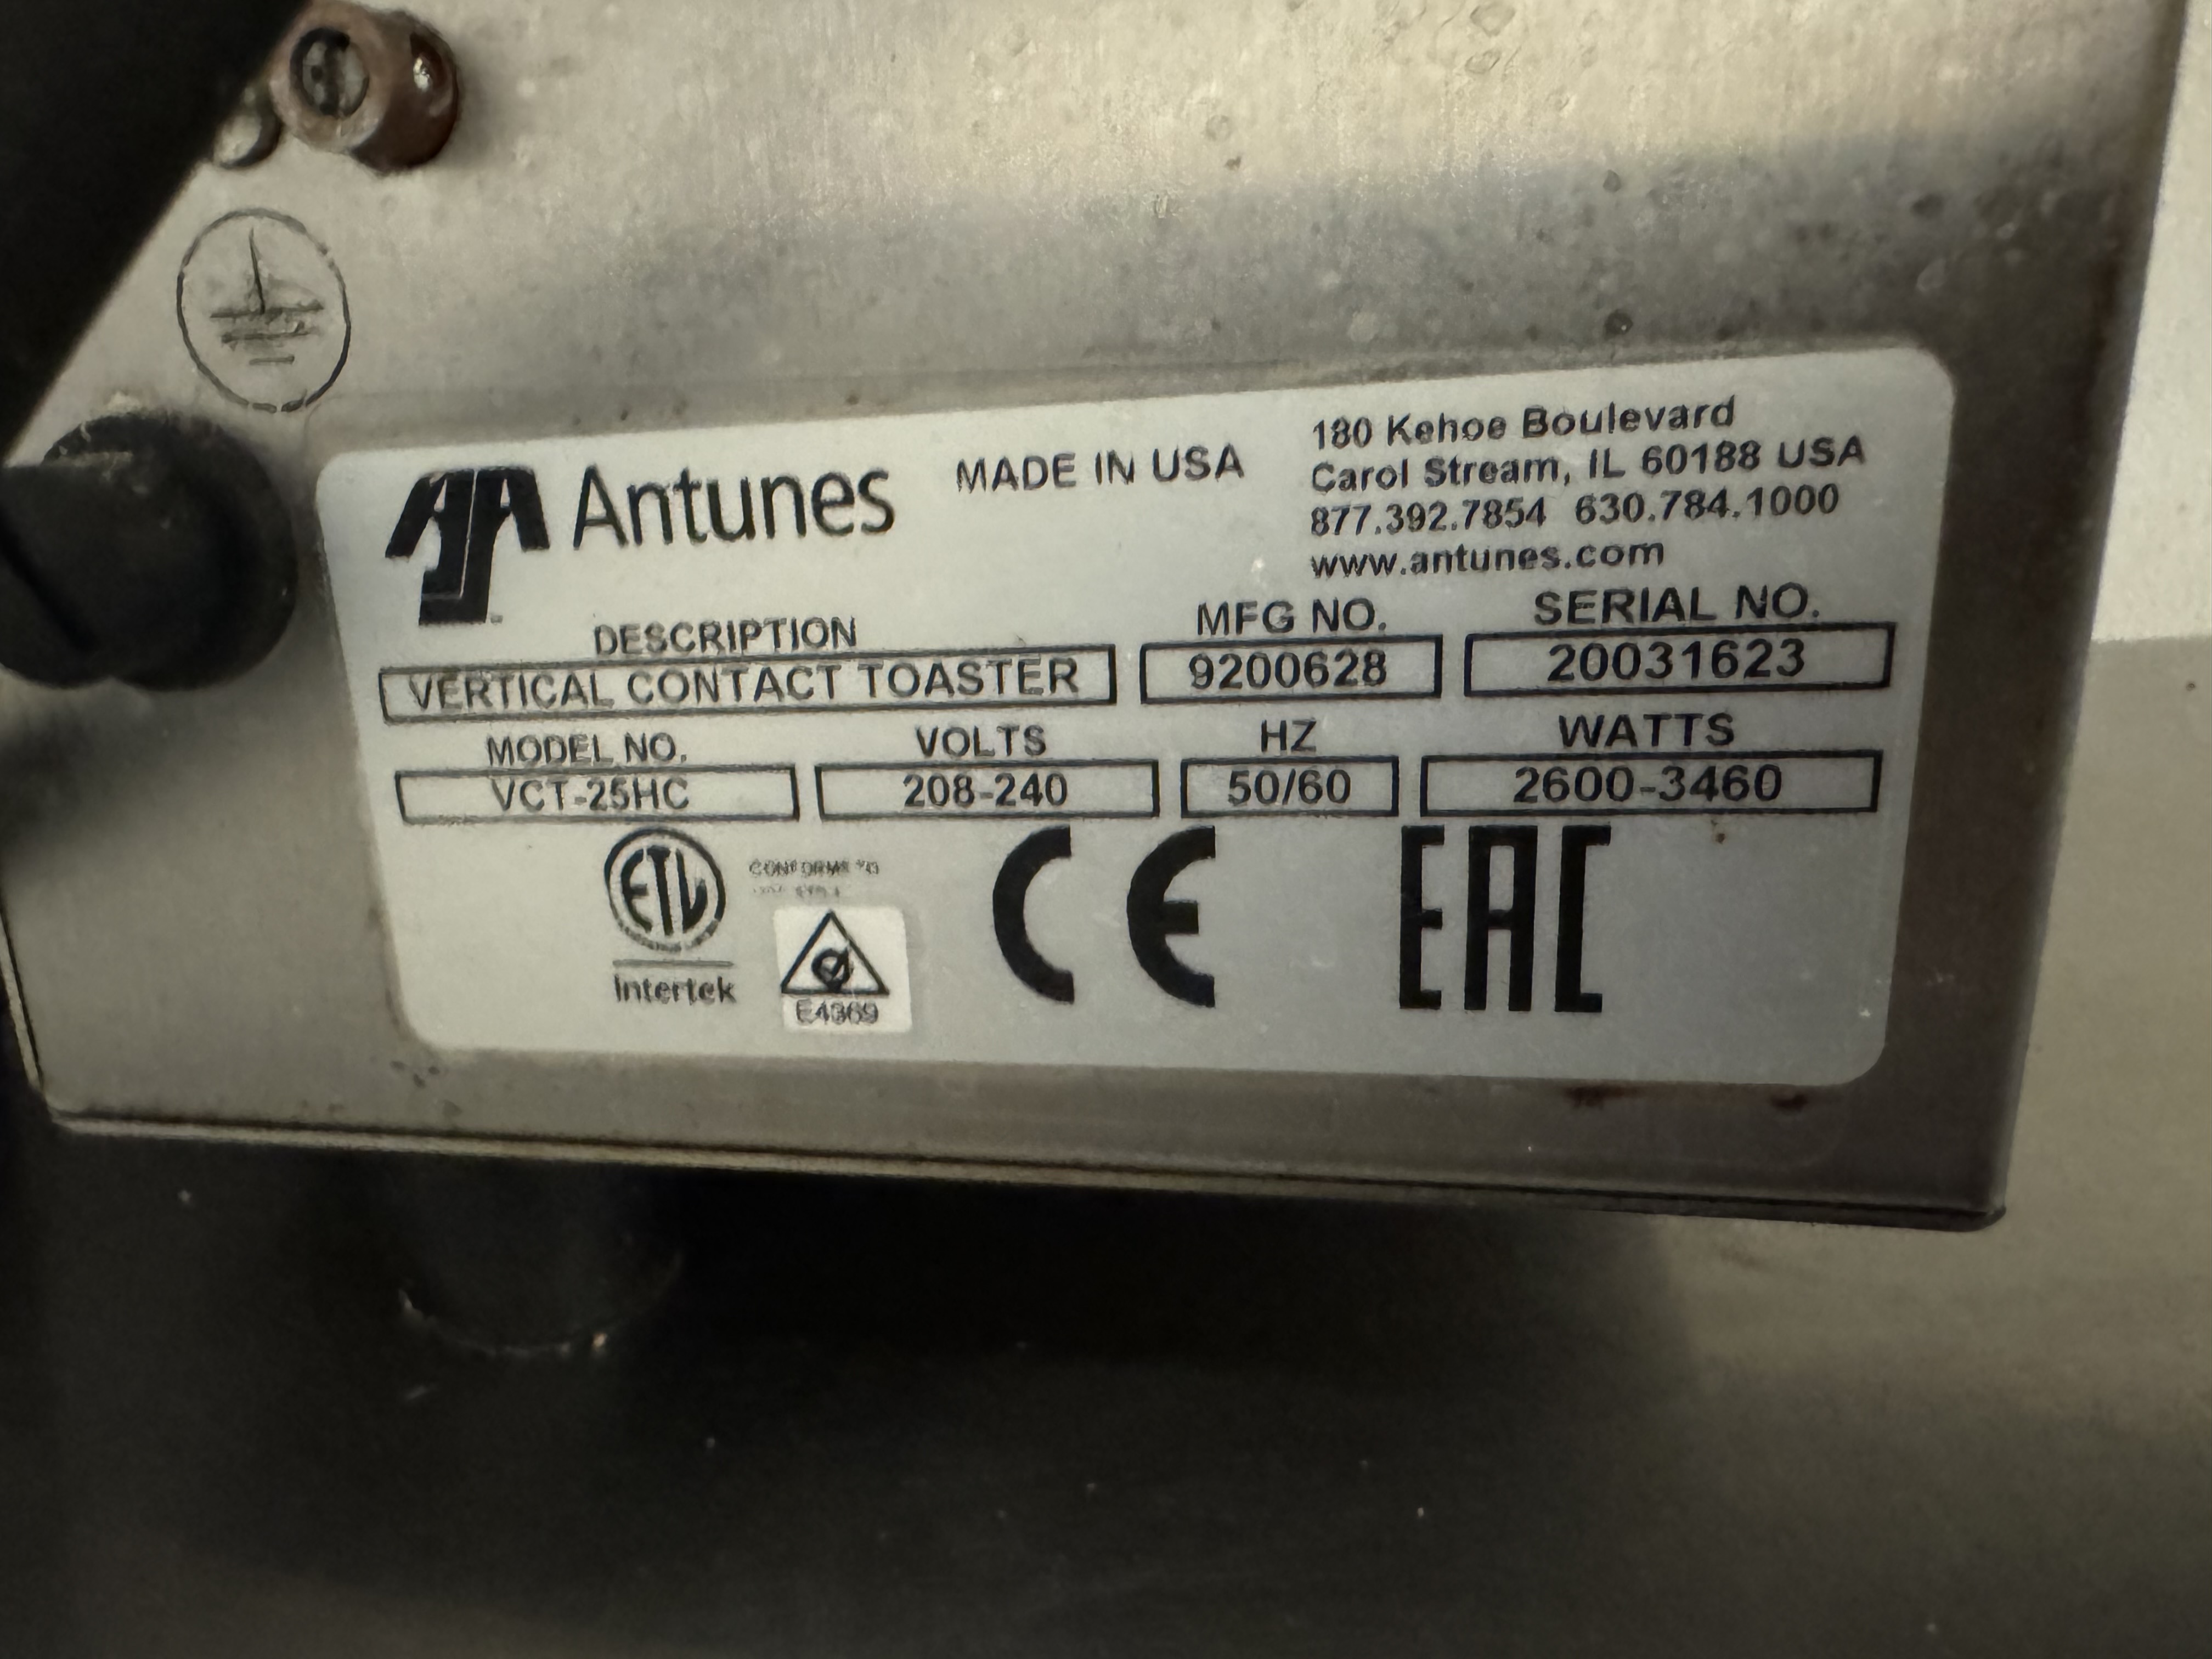 Antunes
MADE IN USA
180 Kehoe Boulevard
Carol Stream, IL 60188 USA
877.392.7854 630.784.1000
www.antunes.com
DESCRIPTION MFG NO. SERIAL NO.
VERTICAL CONTACT TOASTER 9200628 20031623
MODEL NO. VOLTS HZ WATTS
VCT-25HC 208-240 50/60 2600-3460
ETL CONFORMS TO
Intertek
E4369
CE
EAC